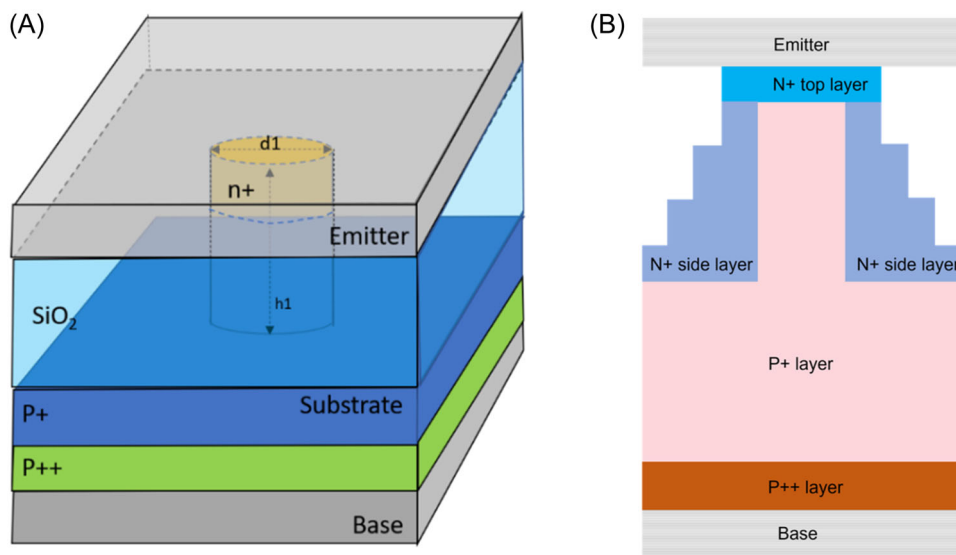 (A)
d1
n+
Emitter
SiO₂
h1
P+
Substrate
P++
Base
(B)
Emitter
N+ top layer
N+ side layer
N+ side layer
P+ layer
P++ layer
Base